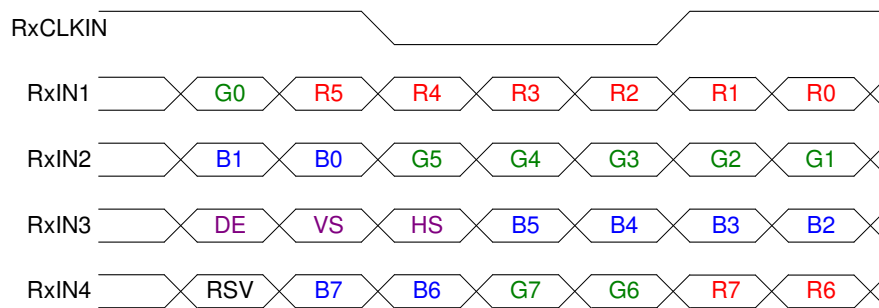 RxCLKIN
RxIN1 G0 R5 R4 R3 R2 R1 R0
RxIN2 B1 B0 G5 G4 G3 G2 G1
RxIN3 DE VS HS B5 B4 B3 B2
RxIN4 RSV B7 B6 G7 G6 R7 R6